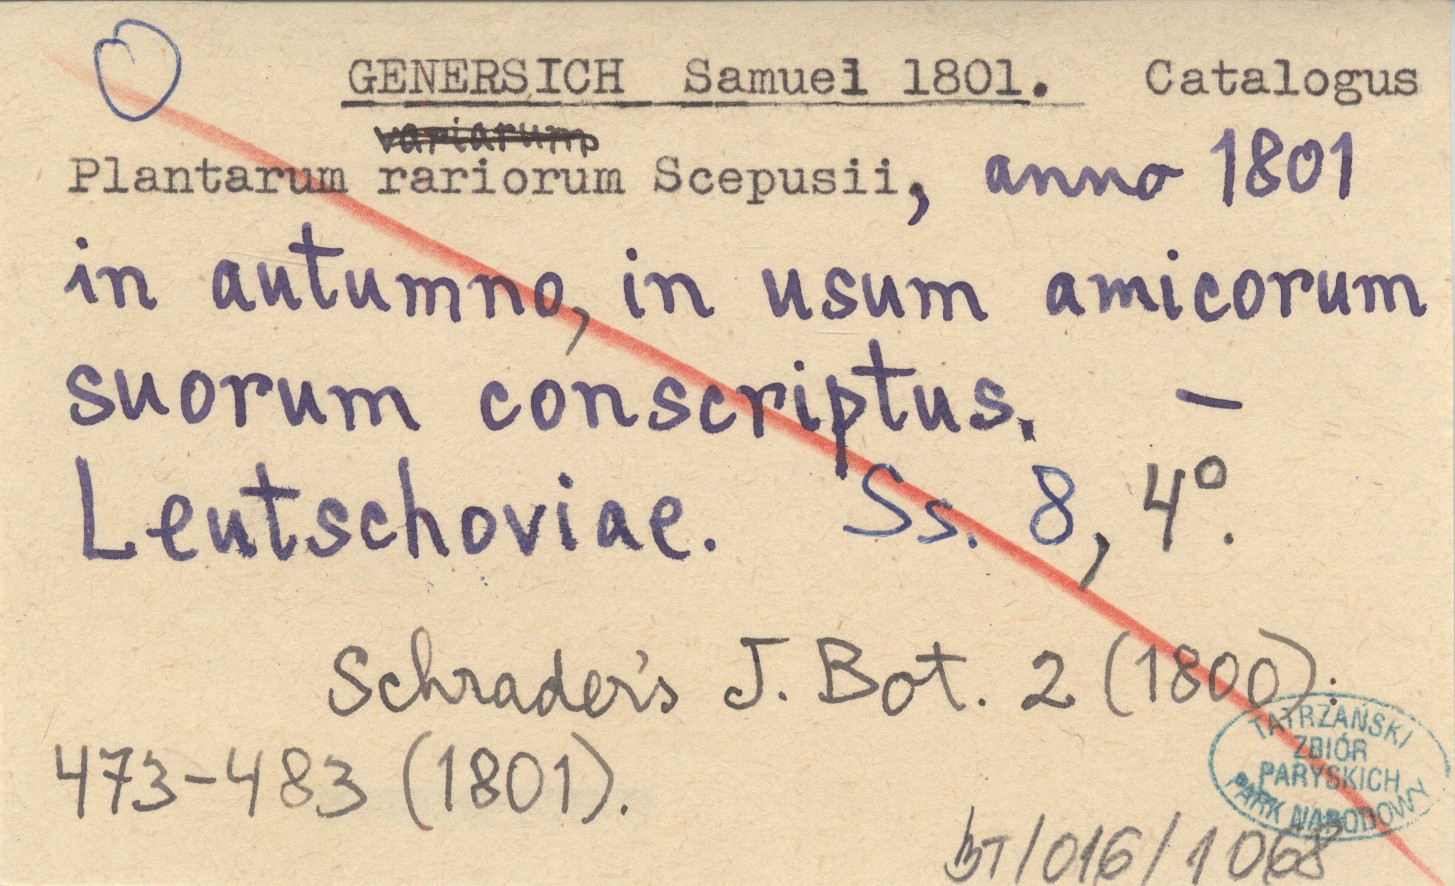 GENERSICH Samuel 1801. Catalogus
variarum
Plantarum rariorum Scepusii, anno 1801
in autumno, in usum amicorum
suorum conscriptus. –
Leutschoviae. Ss. 8, 4°.
Schrader's J. Bot. 2 (1800):
473-483 (1801).
TATRZAŃSKI
ZBIÓR
PARYSKICH
PARK NARODOWY
BT/016/1068